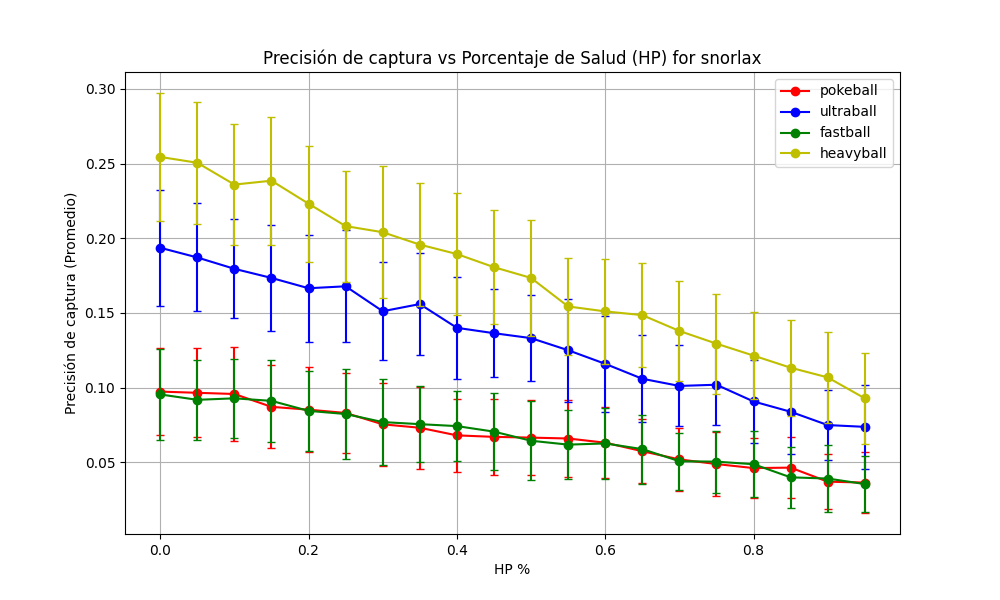 Precisión de captura vs Porcentaje de Salud (HP) for snorlax
pokeball
ultraball
fastball
heavyball
Precisión de captura (Promedio)
0.30
0.25
0.20
0.15
0.10
0.05
0.0
0.2
0.4
0.6
0.8
HP %